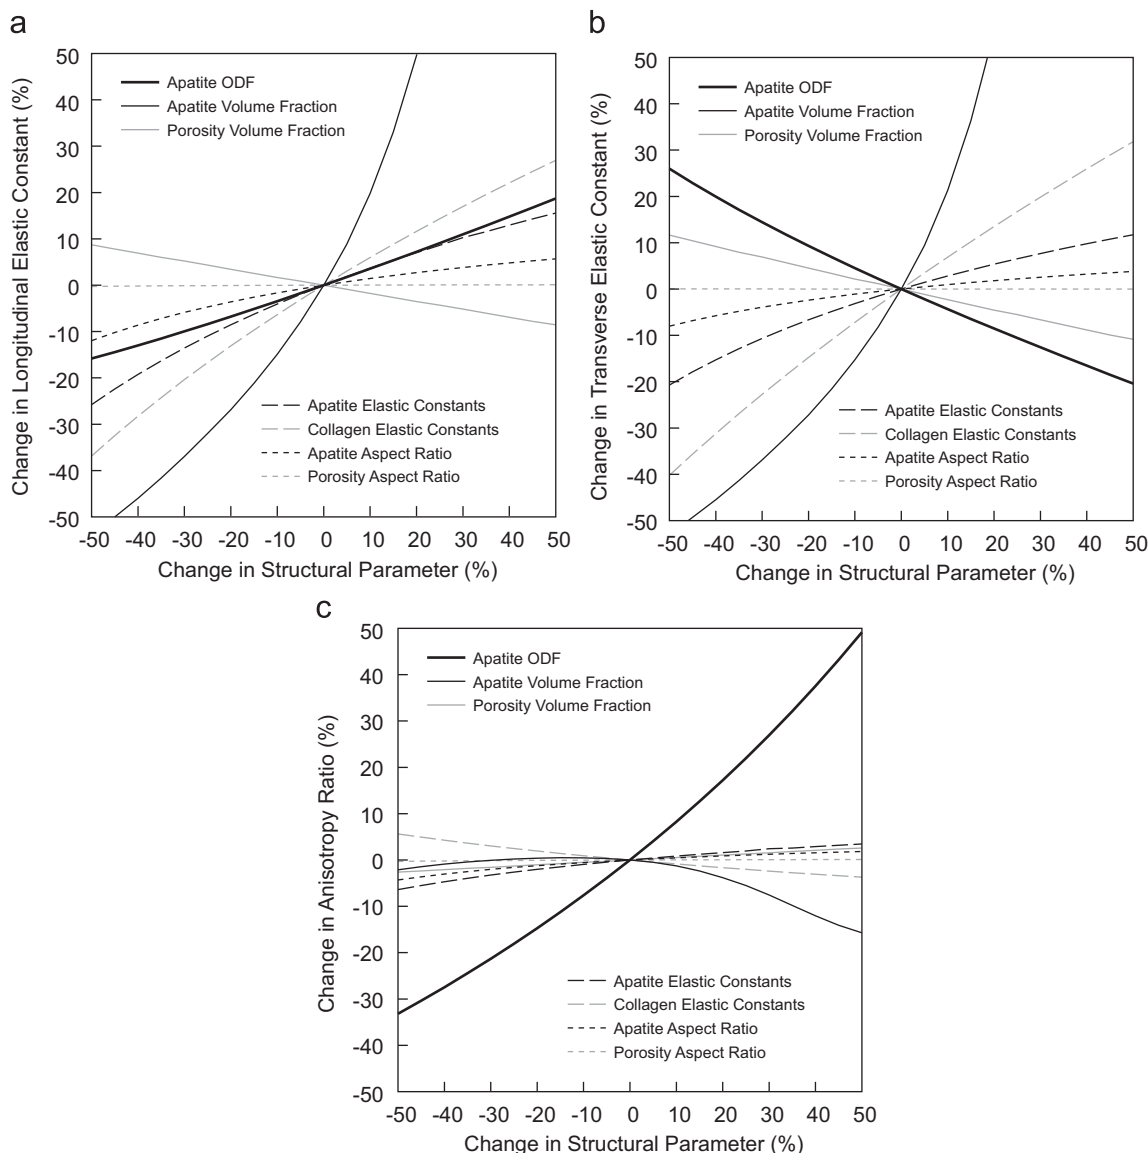 a
Change in Longitudinal Elastic Constant (%)
50
40
30
20
10
0
-10
-20
-30
-40
-50
Apatite ODF
Apatite Volume Fraction
Porosity Volume Fraction
Apatite Elastic Constants
Collagen Elastic Constants
Apatite Aspect Ratio
Porosity Aspect Ratio
-50 -40 -30 -20 -10 0 10 20 30 40 50
Change in Structural Parameter (%)
b
Change in Transverse Elastic Constant (%)
50
40
30
20
10
0
-10
-20
-30
-40
-50
Apatite ODF
Apatite Volume Fraction
Porosity Volume Fraction
Apatite Elastic Constants
Collagen Elastic Constants
Apatite Aspect Ratio
Porosity Aspect Ratio
-50 -40 -30 -20 -10 0 10 20 30 40 50
Change in Structural Parameter (%)
c
Change in Anisotropy Ratio (%)
50
40
30
20
10
0
-10
-20
-30
-40
-50
Apatite ODF
Apatite Volume Fraction
Porosity Volume Fraction
Apatite Elastic Constants
Collagen Elastic Constants
Apatite Aspect Ratio
Porosity Aspect Ratio
-50 -40 -30 -20 -10 0 10 20 30 40 50
Change in Structural Parameter (%)